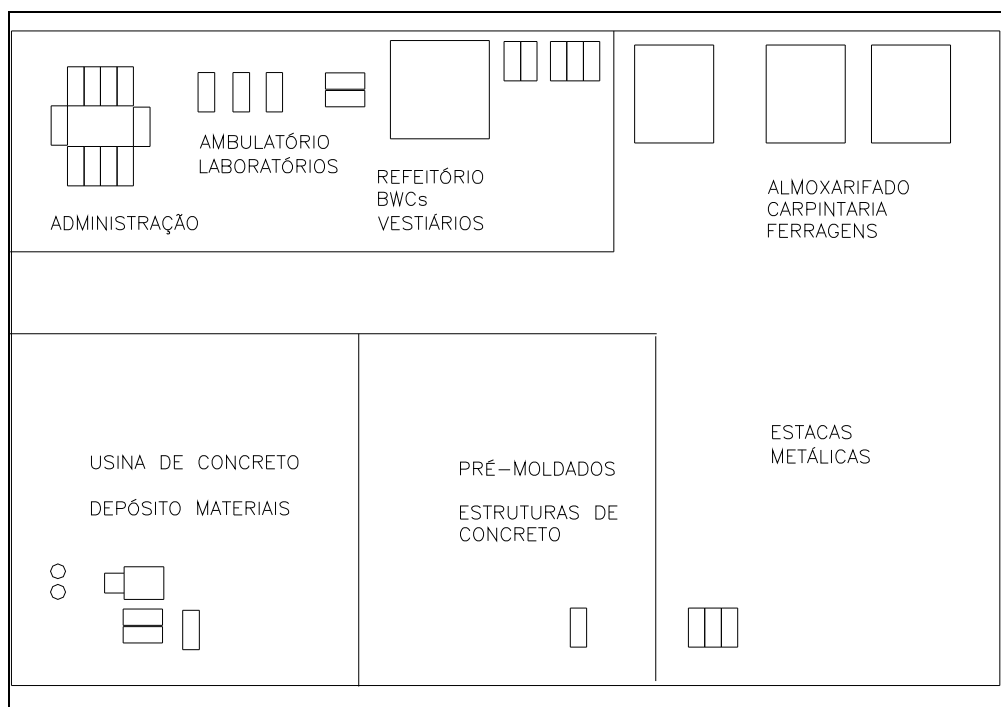 ADMINISTRAÇÃO
AMBULATÓRIO
LABORATÓRIOS
REFEITÓRIO
BWCs
VESTIÁRIOS
ALMOXARIFADO
CARPINTARIA
FERRAGENS
USINA DE CONCRETO
DEPÓSITO MATERIAIS
PRÉ-MOLDADOS
ESTRUTURAS DE
CONCRETO
ESTACAS
METÁLICAS